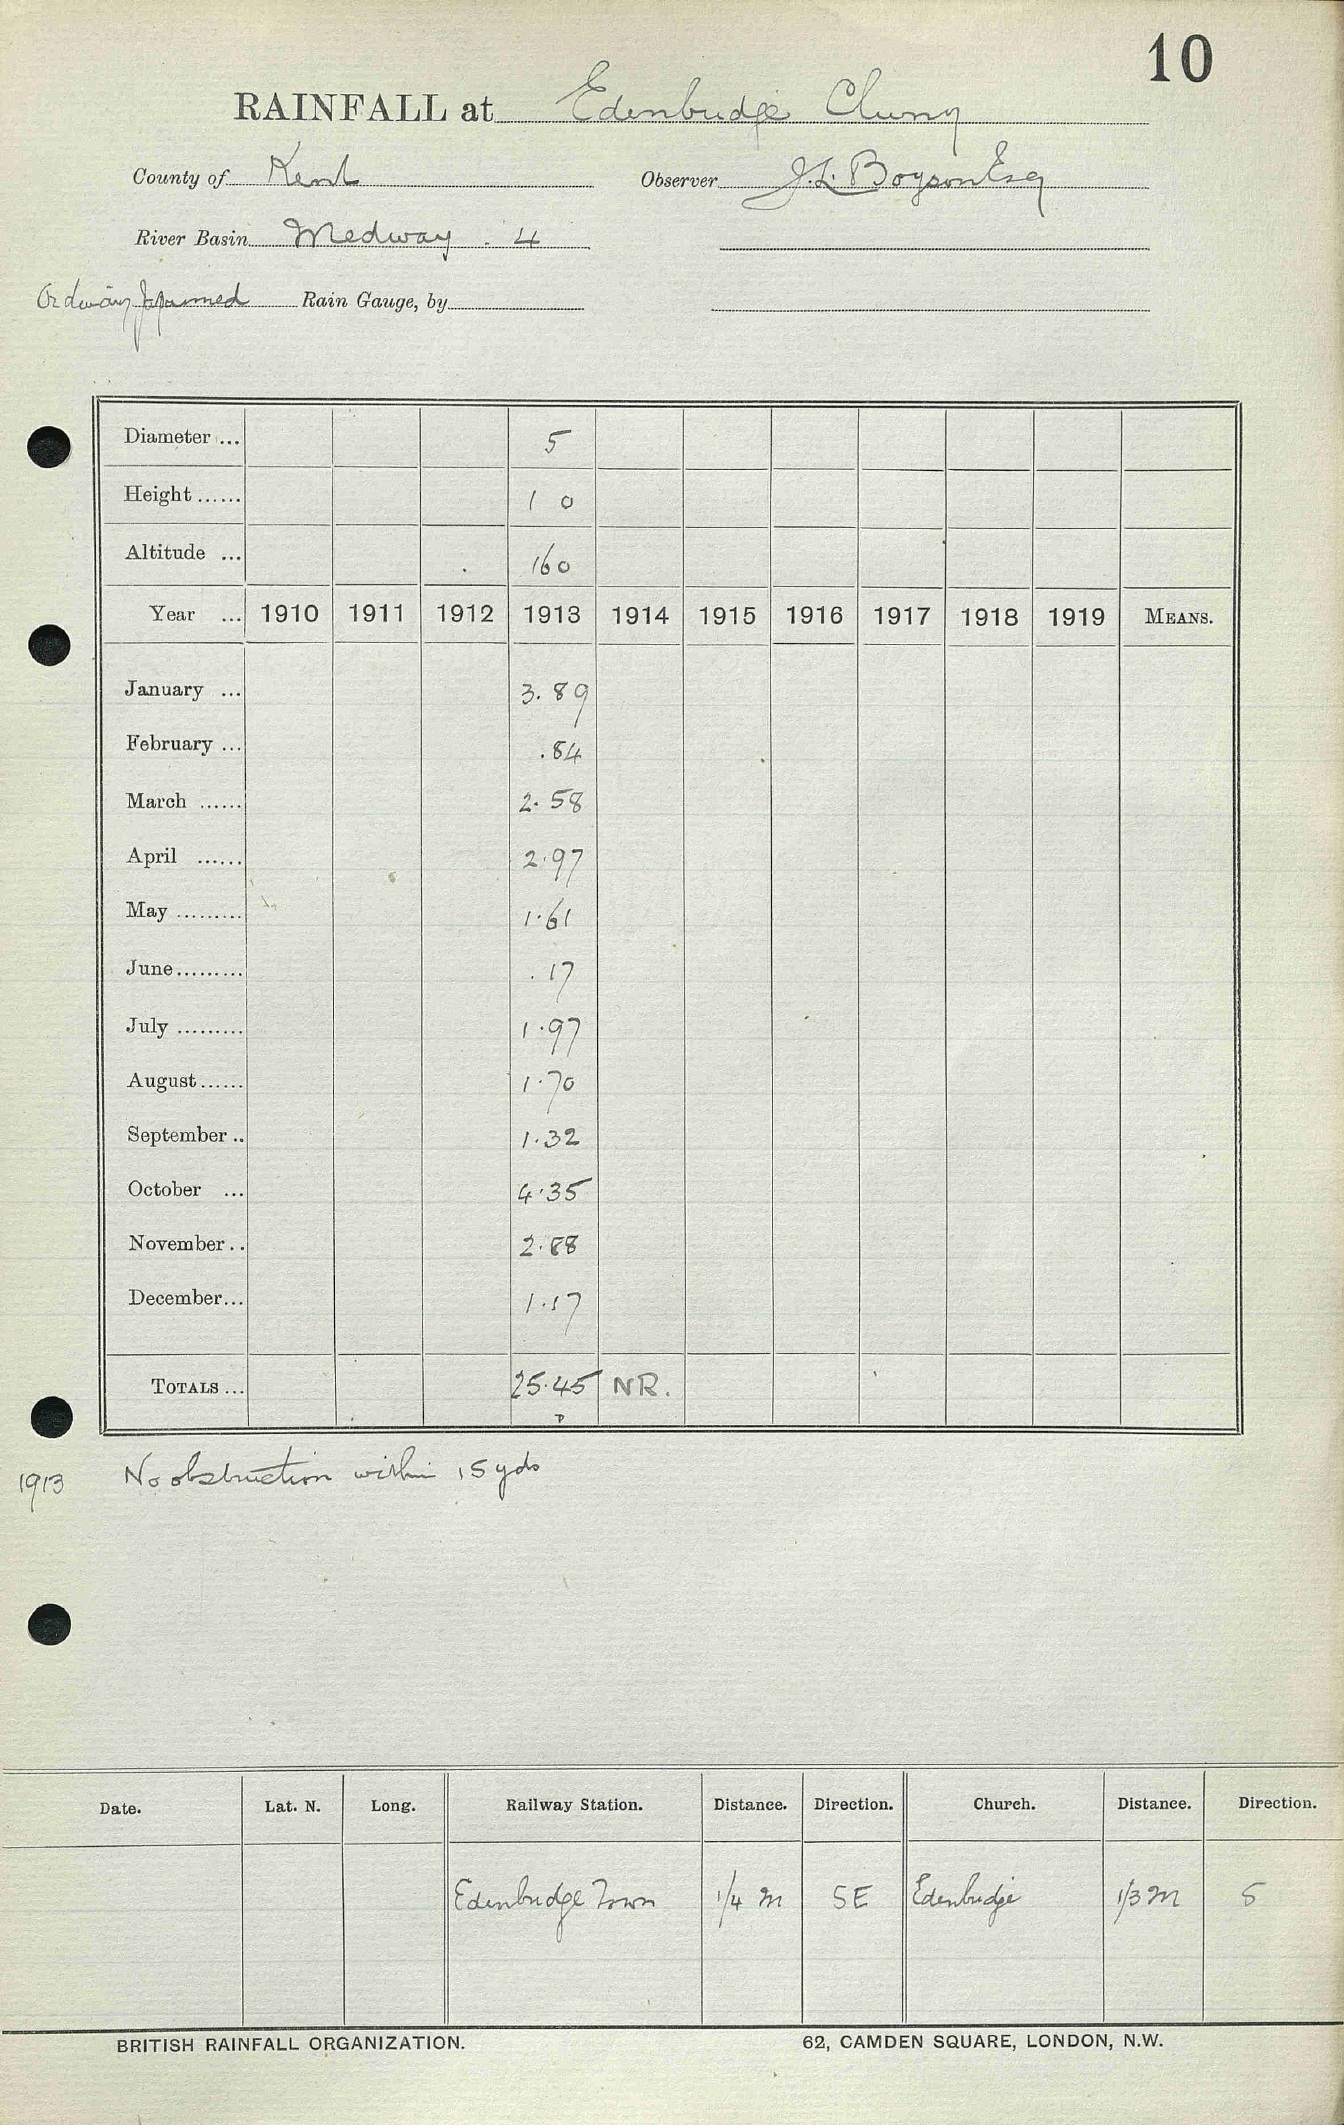 10
RAINFALL at Edenbridge Cluny
County of Kent Observer J.L. Boyson Esq
River Basin Medway . 4
Ordinary Japanned Rain Gauge, by
Diameter ... 5
Height ...... 1 0
Altitude ... 160
Year ... 1910 1911 1912 1913 1914 1915 1916 1917 1918 1919 MEANS.
January ... 3.89
February ... .84
March ...... 2.58
April ...... 2.97
May ......... 1.61
June ......... .17
July ......... 1.97
August ...... 1.70
September .. 1.32
October ... 4.35
November .. 2.88
December ... 1.17
TOTALS ... 25.45 NR.
1913 No obstruction within 15 yds
Date. Lat. N. Long. Railway Station. Distance. Direction. Church. Distance. Direction.
Edenbridge Town 1/4 m SE Edenbridge 1/3 m S
BRITISH RAINFALL ORGANIZATION. 62, CAMDEN SQUARE, LONDON, N.W.